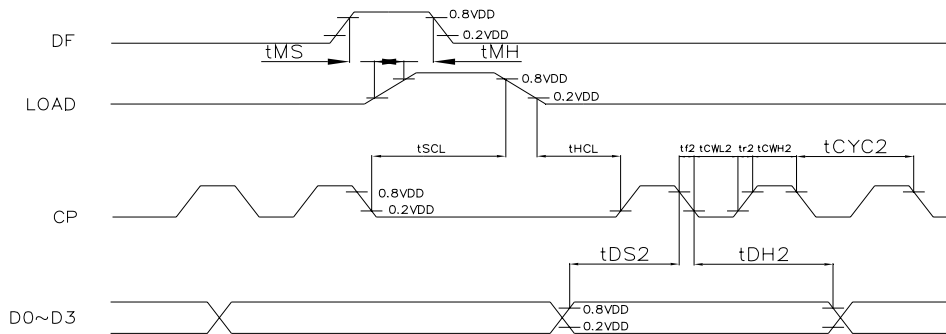 DF
0.8VDD
0.2VDD
tMS
tMH
LOAD
0.8VDD
0.2VDD
tSCL
tHCL
tf2 tCWL2 tr2 tCWH2
tCYC2
CP
0.8VDD
0.2VDD
tDS2
tDH2
D0~D3
0.8VDD
0.2VDD